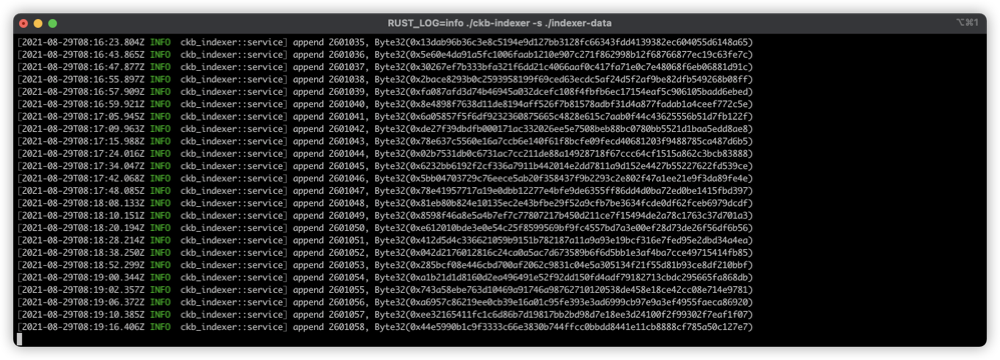 RUST_LOG=info ./ckb-indexer -s ./indexer-data
⌥⌘1
[2021-08-29T08:16:23.804Z INFO ckb_indexer::service] append 2601035, Byte32(0x13dab96b36c3e8c5194e9d127bb3128fc66343fdd4139382ec604055d6148a65)
[2021-08-29T08:16:43.865Z INFO ckb_indexer::service] append 2601036, Byte32(0x5e60e4da91a5fc1006faab1210e907c271f862998b12f68766877ec19c63fe7c)
[2021-08-29T08:16:47.877Z INFO ckb_indexer::service] append 2601037, Byte32(0x30267ef7b333bfa321f6dd21c4066aaf0c417fa71e0c7e48068f6eb06881d91c)
[2021-08-29T08:16:55.897Z INFO ckb_indexer::service] append 2601038, Byte32(0x2bace8293b0c2593958199f69ced63ecdc5af24d5f2af9be82dfb549268b08ff)
[2021-08-29T08:16:57.909Z INFO ckb_indexer::service] append 2601039, Byte32(0xfa087afd3d74b46945a032dcefc108f4fbfb6ec17154eaf5c906105badd6ebed)
[2021-08-29T08:16:59.921Z INFO ckb_indexer::service] append 2601040, Byte32(0x8e4898f7638d11de8194aff526f7b81578adbf31d4a877fadab1a4ceef772c5e)
[2021-08-29T08:17:05.945Z INFO ckb_indexer::service] append 2601041, Byte32(0x6a05857f5f6df9232360875665c4828e615c7aab0f44c43625556b51d7fb122f)
[2021-08-29T08:17:09.963Z INFO ckb_indexer::service] append 2601042, Byte32(0xde27f39dbdfb000171ac332026ee5e7508beb88bc0780bb5521d1baa5edd8ae8)
[2021-08-29T08:17:15.988Z INFO ckb_indexer::service] append 2601043, Byte32(0x78e637c5560e16a7ccb6e140f61f8bcfe09fecd40681203f9488785ca487d6b5)
[2021-08-29T08:17:24.016Z INFO ckb_indexer::service] append 2601044, Byte32(0x02b7531db0c6731ac7cc211de88a14928718f67ccc64cf1515a862c3bcb83888)
[2021-08-29T08:17:34.047Z INFO ckb_indexer::service] append 2601045, Byte32(0x6232bb6192f2cf336a7911b442014e2dd7811a9d152e4427b55227622fd539ce)
[2021-08-29T08:17:42.068Z INFO ckb_indexer::service] append 2601046, Byte32(0x5bb04703729c76eece5ab20f358437f9b2293c2e802f47a1ee21e9f3da89fe4e)
[2021-08-29T08:17:48.085Z INFO ckb_indexer::service] append 2601047, Byte32(0x78e41957717a19e0dbb12277e4bfe9de6355ff86dd4d0ba72ed0be1415fbd397)
[2021-08-29T08:18:08.133Z INFO ckb_indexer::service] append 2601048, Byte32(0x81eb80b824e10135ec2e43bfbe29f52a9cfb7be3634fcde0df62fceb6979dcdf)
[2021-08-29T08:18:10.151Z INFO ckb_indexer::service] append 2601049, Byte32(0x8598f46a8e5a4b7ef7c77807217b450d211ce7f15494de2a78c1763c37d701a3)
[2021-08-29T08:18:20.194Z INFO ckb_indexer::service] append 2601050, Byte32(0xe612010bde3e0e54c25f8599569bf9fc4557bd7a3e00ef28d73de26f56df6b56)
[2021-08-29T08:18:28.214Z INFO ckb_indexer::service] append 2601051, Byte32(0x412d5d4c336621059b9151b782187a11a9a93e19bcf316e7fed95e2dbd34a4ea)
[2021-08-29T08:18:38.250Z INFO ckb_indexer::service] append 2601052, Byte32(0x042d2176012816c24ca0a5ac7d673589b6f6d5bb1e3af4ba7cce49715414fb85)
[2021-08-29T08:18:52.299Z INFO ckb_indexer::service] append 2601053, Byte32(0x285bcf08e446cbd700af2062c9831c04e5a305134f21f55d81b93ce8df210bbf)
[2021-08-29T08:19:00.344Z INFO ckb_indexer::service] append 2601054, Byte32(0xa1b21d1d8160d2ea496491e52f92dd150fd4adf79182713cbdc295665fa868db)
[2021-08-29T08:19:02.357Z INFO ckb_indexer::service] append 2601055, Byte32(0x743a58ebe763d10469a91746a98762710120538de458e18ce42cc08e714e9781)
[2021-08-29T08:19:06.372Z INFO ckb_indexer::service] append 2601056, Byte32(0xa6957c86219ee0cb39e16a01c95fe393e3ad6999cb97e9a3ef4955faeca86920)
[2021-08-29T08:19:10.385Z INFO ckb_indexer::service] append 2601057, Byte32(0xee32165411fc1c6d86b7d19817bb2bd98d7e18ee3d24100f2f99302f7eaf1f07)
[2021-08-29T08:19:16.406Z INFO ckb_indexer::service] append 2601058, Byte32(0x44e5990b1c9f3333c66e3830b744ffcc0bbdd8441e11cb8888cf785a50c127e7)